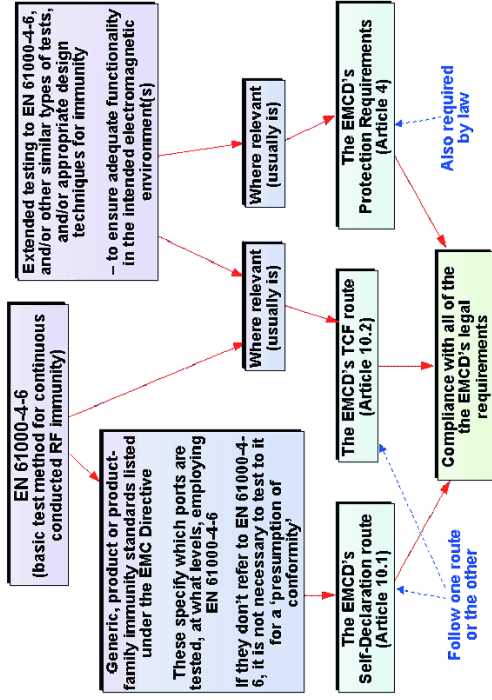 EN 61000-4-6
(basic test method for continuous
conducted RF immunity)
Extended testing to EN 61000-4-6,
and/or other similar types of tests,
and/or appropriate design
techniques for immunity
– to ensure adequate functionality
in the intended electromagnetic
environment(s)
Generic, product or product-
family immunity standards listed
under the EMC Directive
These specify which ports are
tested, at what levels, employing
EN 61000-4-6
If they don't refer to EN 61000-4-
6, it is not necessary to test to it
for a 'presumption of
conformity'
Where relevant
(usually is)
Where relevant
(usually is)
The EMCD's
Self-Declaration route
(Article 10.1)
The EMCD's TCF route
(Article 10.2)
The EMCD's
Protection Requirements
(Article 4)
Follow one route
or the other
Compliance with all of
the EMCD's legal
requirements
Also required
by law